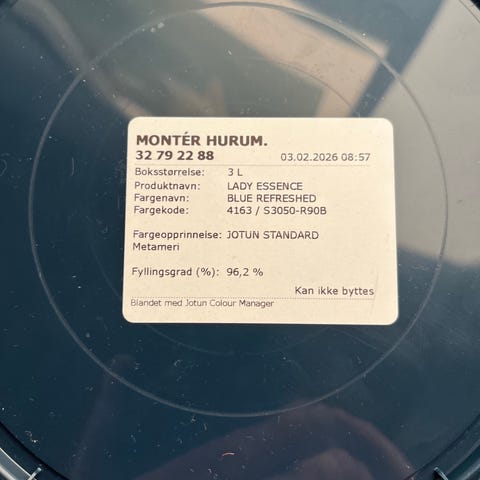 MONTÉR HURUM.
32 79 22 88 03.02.2026 08:57
Boksstørrelse: 3 L
Produktnavn: LADY ESSENCE
Fargenavn: BLUE REFRESHED
Fargekode: 4163 / S3050-R90B
Fargeopprinnelse: JOTUN STANDARD
Metameri
Fyllingsgrad (%): 96,2 %
Kan ikke byttes
Blandet med Jotun Colour Manager